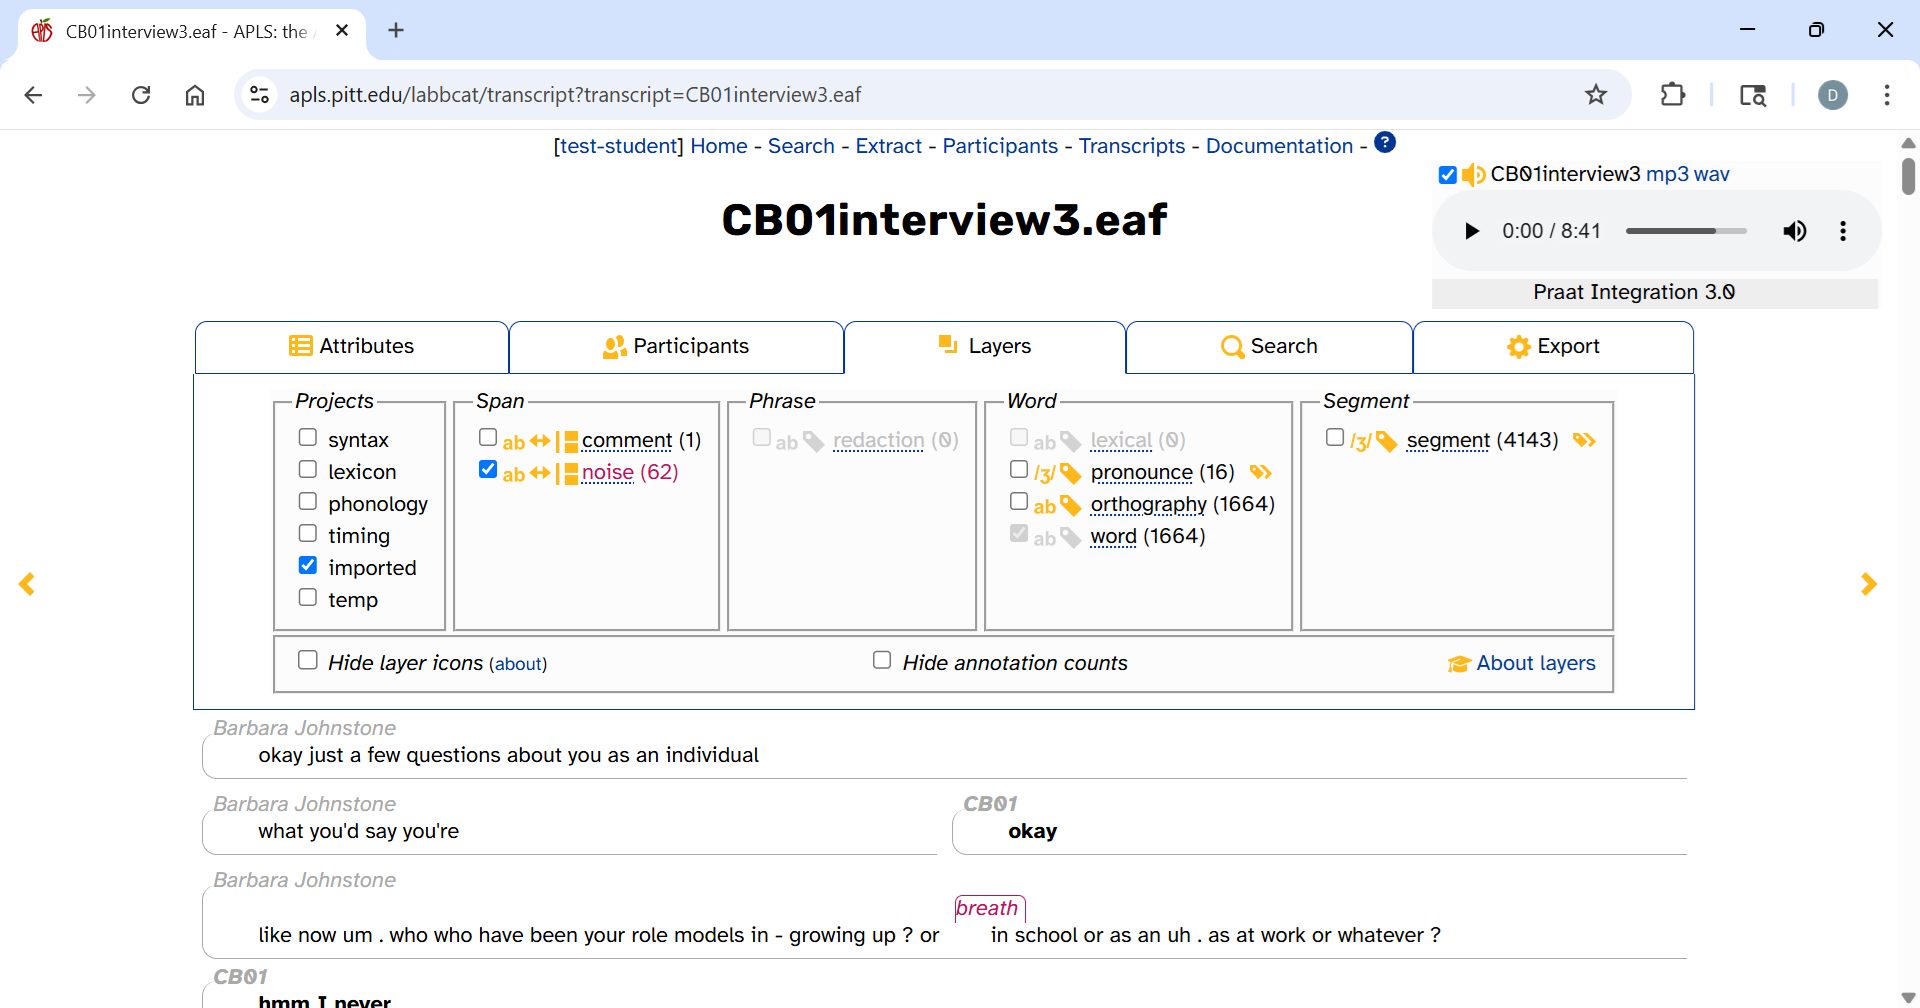 CB01interview3.eaf - APLS: the
apls.pitt.edu/labbcat/transcript?transcript=CB01interview3.eaf
D
[test-student] Home - Search - Extract - Participants - Transcripts - Documentation - ?
CB01interview3 mp3 wav
CB01interview3.eaf
0:00 / 8:41
Praat Integration 3.0
Attributes
Participants
Layers
Search
Export
Projects
syntax
lexicon
phonology
timing
imported
temp
Span
ab comment (1)
ab noise (62)
Phrase
ab redaction (0)
Word
ab lexical (0)
/ʒ/ pronounce (16)
ab orthography (1664)
ab word (1664)
Segment
/ʒ/ segment (4143)
Hide layer icons (about)
Hide annotation counts
About layers
Barbara Johnstone
okay just a few questions about you as an individual
Barbara Johnstone
what you'd say you're
CB01
okay
Barbara Johnstone
breath
like now um . who who have been your role models in - growing up ? or in school or as an uh . as at work or whatever ?
CB01
hmm I never